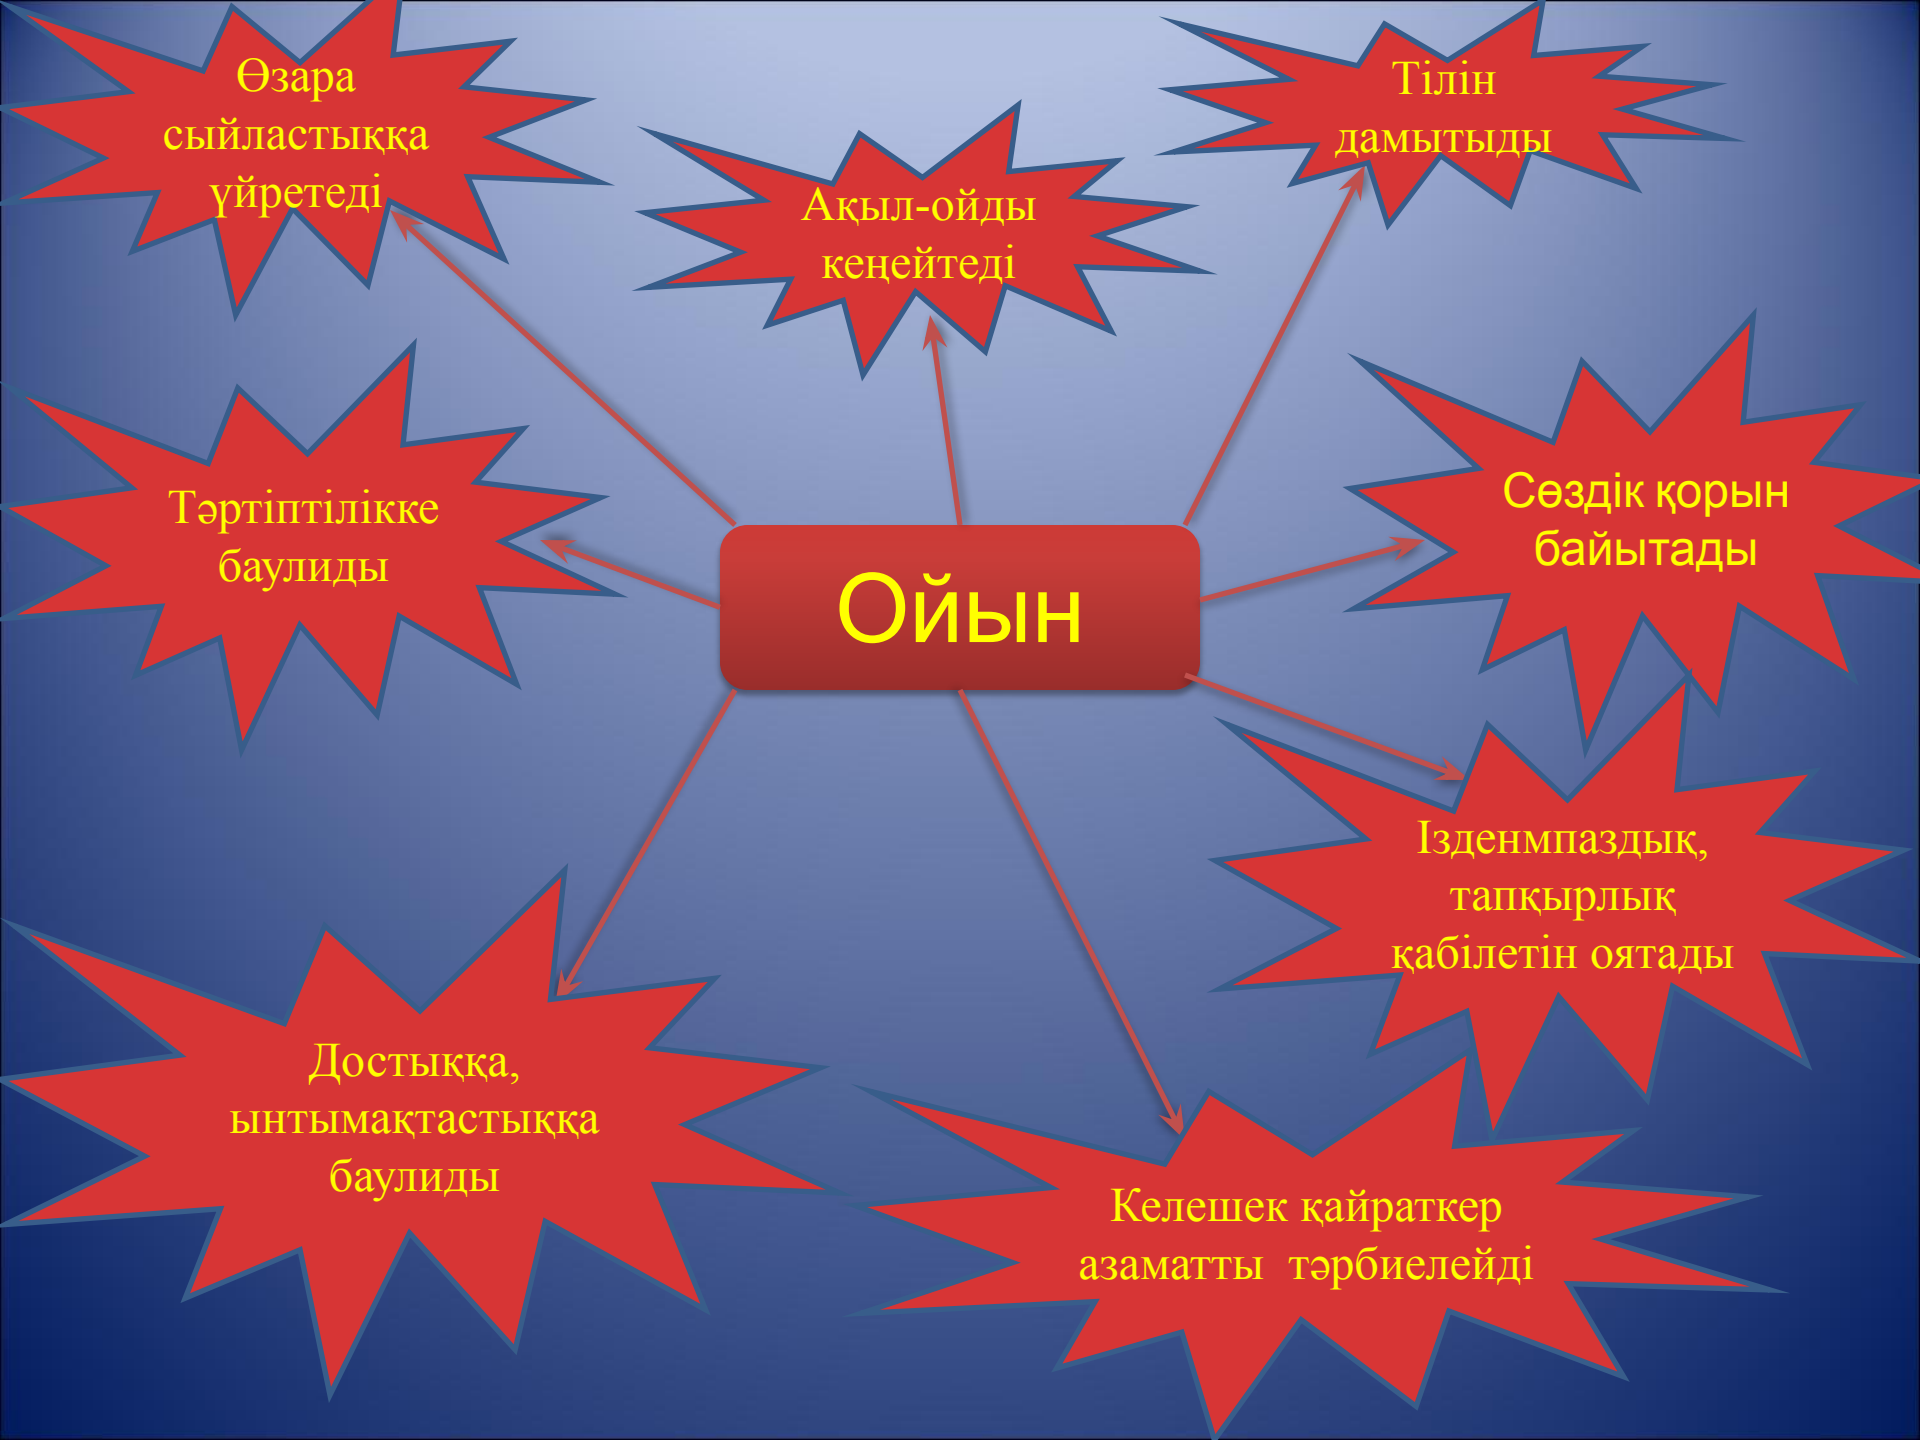 Өзара
сыйластыққа
үйретеді
Ақыл-ойды
кеңейтеді
Тілін
дамытыды
Тәртіптілікке
баулиды
Ойын
Сөздік қорын
байытады
Ізденмпаздық,
тапқырлық
қабілетін оятады
Достыққа,
ынтымақтастыққа
баулиды
Келешек қайраткер
азаматты  тәрбиелейді